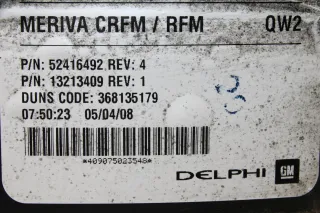 MERIVA CRFM / RFM QW2
P/N: 52416492 REV: 4
P/N: 13213409 REV: 1
DUNS CODE: 368135179
07:50:23 05/04/08
*409075023548*
DELPHI GM